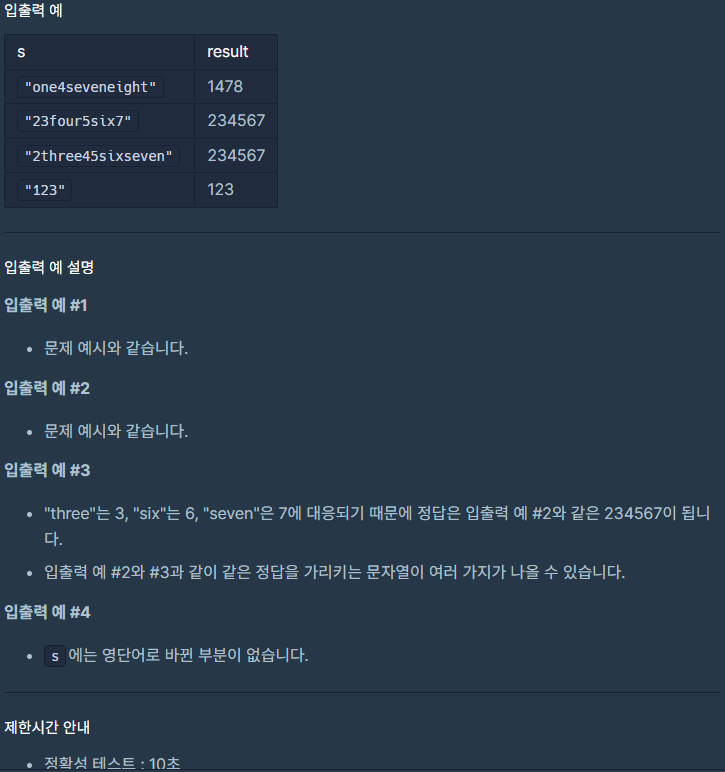 입출력 예
s result
"one4seveneight" 1478
"23four5six7" 234567
"2three45sixseven" 234567
"123" 123
입출력 예 설명
입출력 예 #1
• 문제 예시와 같습니다.
입출력 예 #2
• 문제 예시와 같습니다.
입출력 예 #3
• "three"는 3, "six"는 6, "seven"은 7에 대응되기 때문에 정답은 입출력 예 #2와 같은 234567이 됩니
다.
• 입출력 예 #2와 #3과 같이 같은 정답을 가리키는 문자열이 여러 가지가 나올 수 있습니다.
입출력 예 #4
• s 에는 영단어로 바뀐 부분이 없습니다.
제한시간 안내
• 정확성 테스트 : 10초